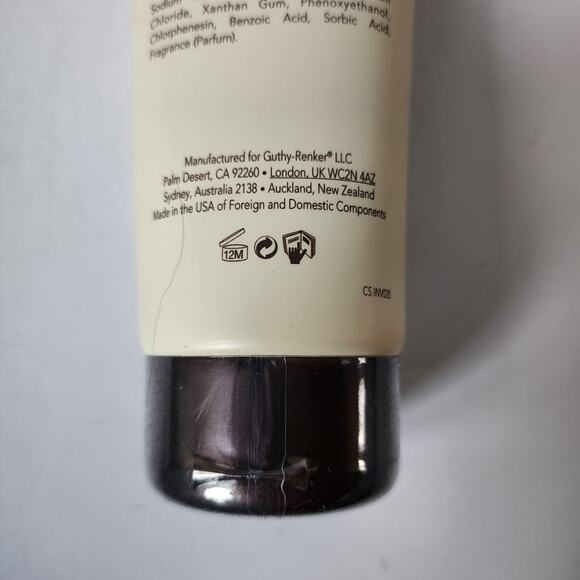 Sodium
Chloride, Xanthan Gum, Phenoxyethanol,
Chlorphenesin, Benzoic Acid, Sorbic Acid,
Fragrance (Parfum).
Manufactured for Guthy-Renker® LLC
Palm Desert, CA 92260 • London, UK WC2N 4AZ
Sydney, Australia 2138 • Auckland, New Zealand
Made in the USA of Foreign and Domestic Components
12M
CS.INV020